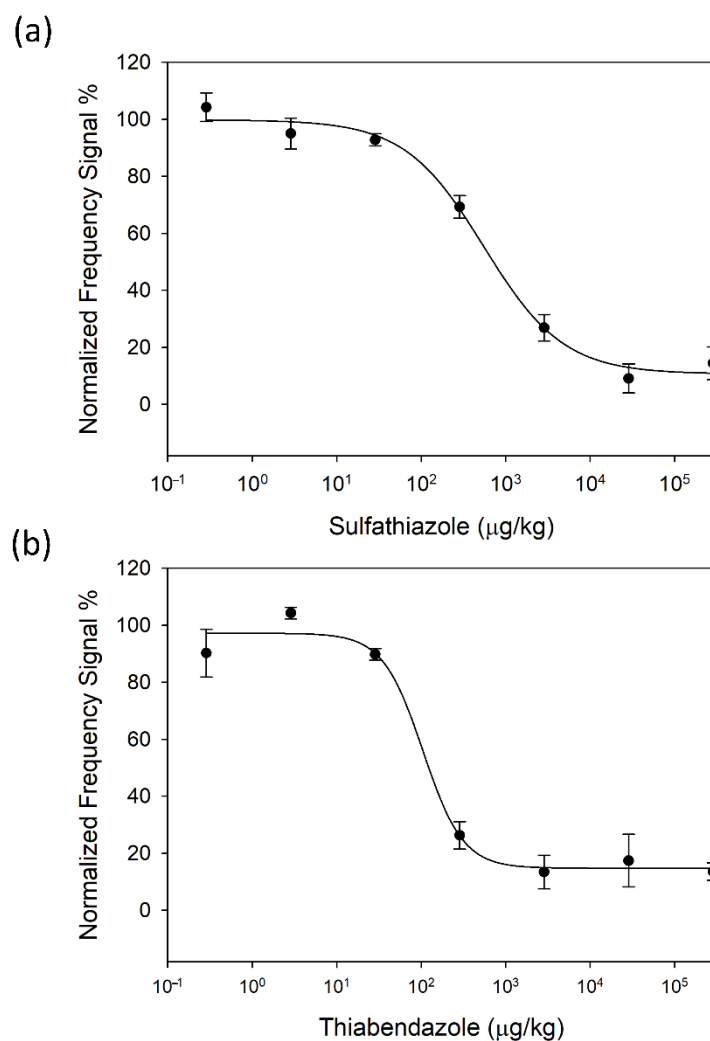 (a)
120
100
80
60
40
20
0
Normalized Frequency Signal %
10⁻¹ 10⁰ 10¹ 10² 10³ 10⁴ 10⁵
Sulfathiazole (μg/kg)
(b)
120
100
80
60
40
20
0
Normalized Frequency Signal %
10⁻¹ 10⁰ 10¹ 10² 10³ 10⁴ 10⁵
Thiabendazole (μg/kg)